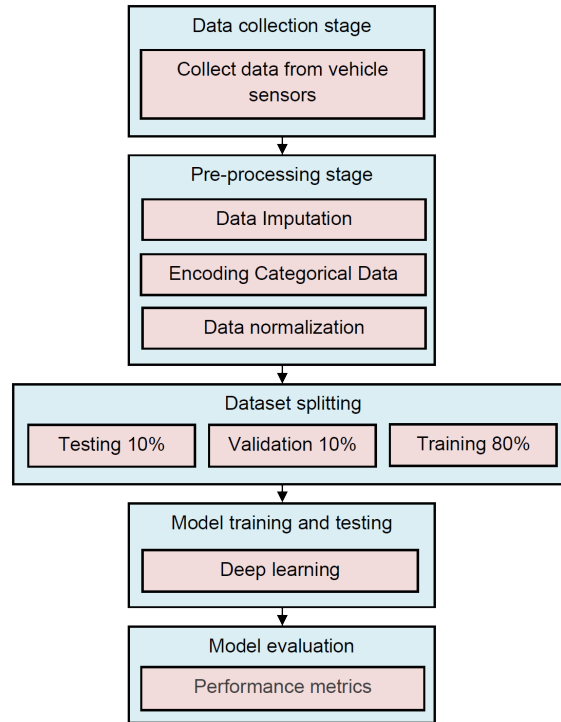 Data collection stage
Collect data from vehicle
sensors
Pre-processing stage
Data Imputation
Encoding Categorical Data
Data normalization
Dataset splitting
Testing 10%
Validation 10%
Training 80%
Model training and testing
Deep learning
Model evaluation
Performance metrics